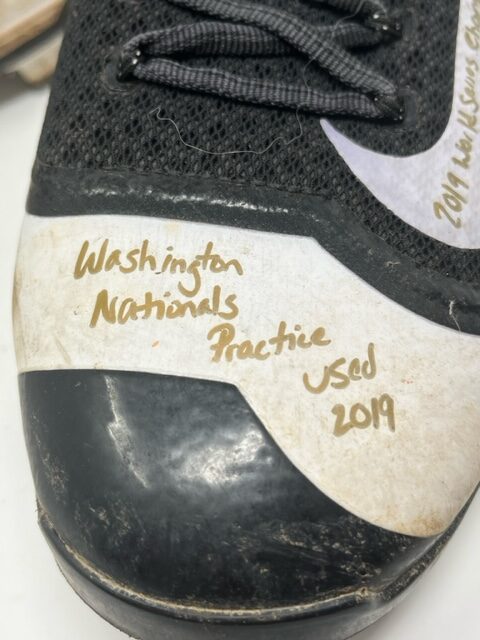 Washington
Nationals
Practice
used
2019
2019 World Series